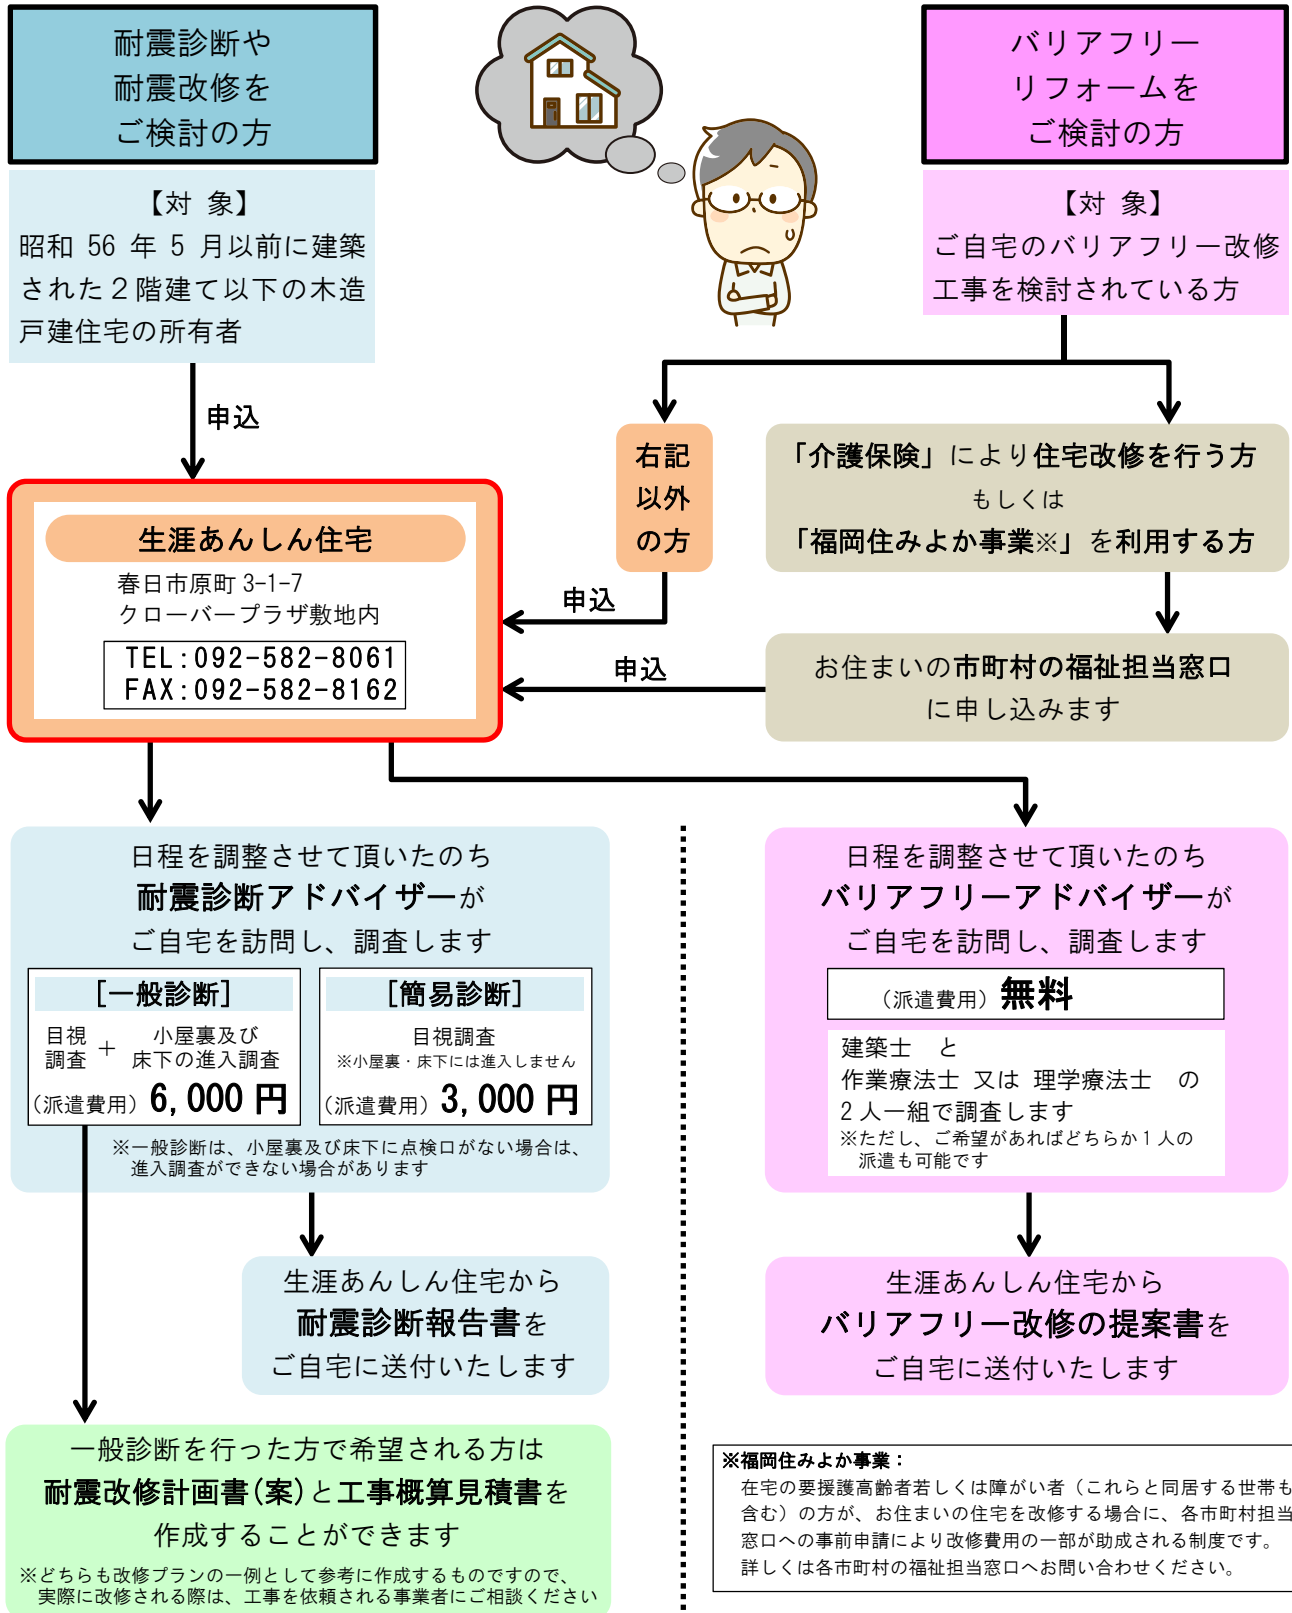 耐震診断や
耐震改修を
ご検討の方
【対 象】
昭和 56 年 5 月以前に建築
された２階建て以下の木造
戸建住宅の所有者
申込
バリアフリー
リフォームを
ご検討の方
【対 象】
ご自宅のバリアフリー改修
工事を検討されている方
右記
以外
の方
「介護保険」により住宅改修を行う方
もしくは
「福岡住みよか事業※」を利用する方
申込
お住まいの市町村の福祉担当窓口
に申し込みます
申込
生涯あんしん住宅
春日市原町 3-1-7
クローバープラザ敷地内
TEL:092-582-8061
FAX:092-582-8162
日程を調整させて頂いたのち
耐震診断アドバイザーが
ご自宅を訪問し、調査します
[一般診断]
目視
調査
＋
小屋裏及び
床下の進入調査
(派遣費用) 6,000 円
[簡易診断]
目視調査
※小屋裏・床下には進入しません
(派遣費用) 3,000 円
※一般診断は、小屋裏及び床下に点検口がない場合は、
進入調査ができない場合があります
生涯あんしん住宅から
耐震診断報告書を
ご自宅に送付いたします
一般診断を行った方で希望される方は
耐震改修計画書(案)と工事概算見積書を
作成することができます
※どちらも改修プランの一例として参考に作成するものですので、
実際に改修される際は、工事を依頼される事業者にご相談ください
日程を調整させて頂いたのち
バリアフリーアドバイザーが
ご自宅を訪問し、調査します
(派遣費用) 無料
建築士 と
作業療法士 又は 理学療法士 の
２人一組で調査します
※ただし、ご希望があればどちらか１人の
派遣も可能です
生涯あんしん住宅から
バリアフリー改修の提案書を
ご自宅に送付いたします
※福岡住みよか事業：
在宅の要援護高齢者若しくは障がい者（これらと同居する世帯も
含む）の方が、お住まいの住宅を改修する場合に、各市町村担当
窓口への事前申請により改修費用の一部が助成される制度です。
詳しくは各市町村の福祉担当窓口へお問い合わせください。